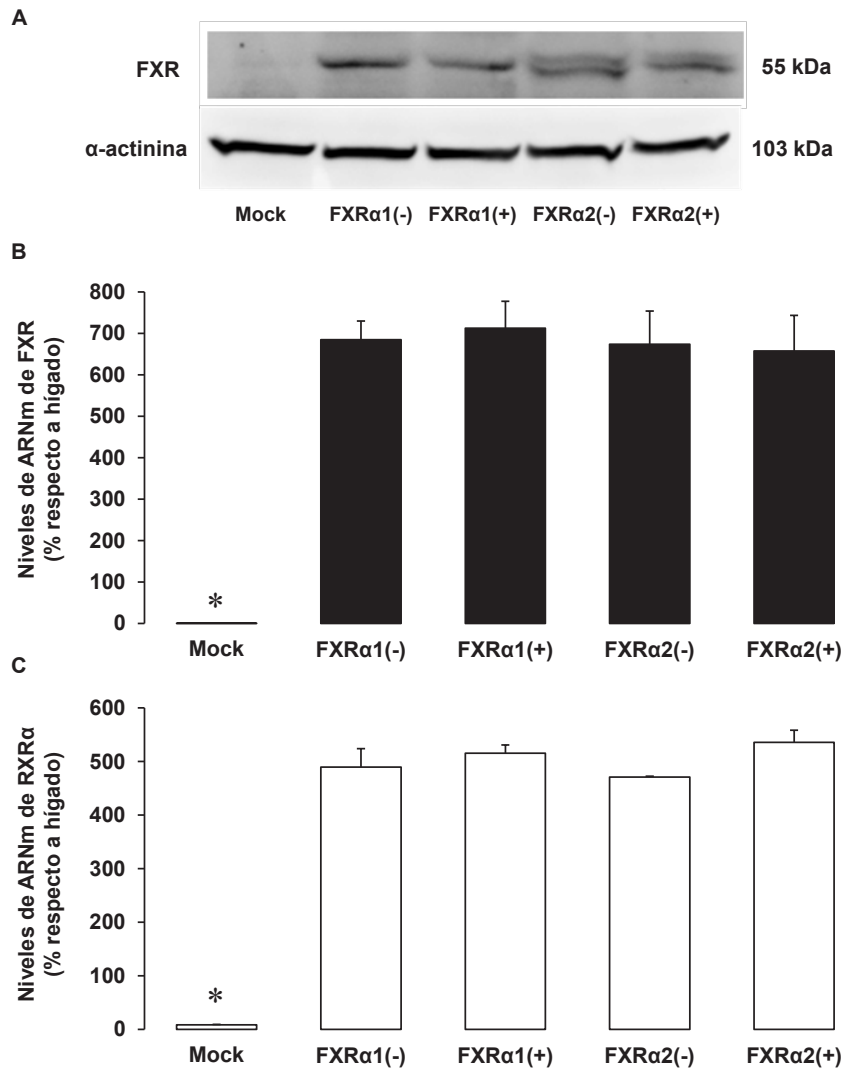 A
FXR
55 kDa
α-actinina
103 kDa
Mock FXRα1(-) FXRα1(+) FXRα2(-) FXRα2(+)
B
Niveles de ARNm de FXR
(% respecto a hígado)
800
700
600
500
400
300
200
100
0
*
Mock FXRα1(-) FXRα1(+) FXRα2(-) FXRα2(+)
C
Niveles de ARNm de RXRα
(% respecto a hígado)
600
500
400
300
200
100
0
*
Mock FXRα1(-) FXRα1(+) FXRα2(-) FXRα2(+)